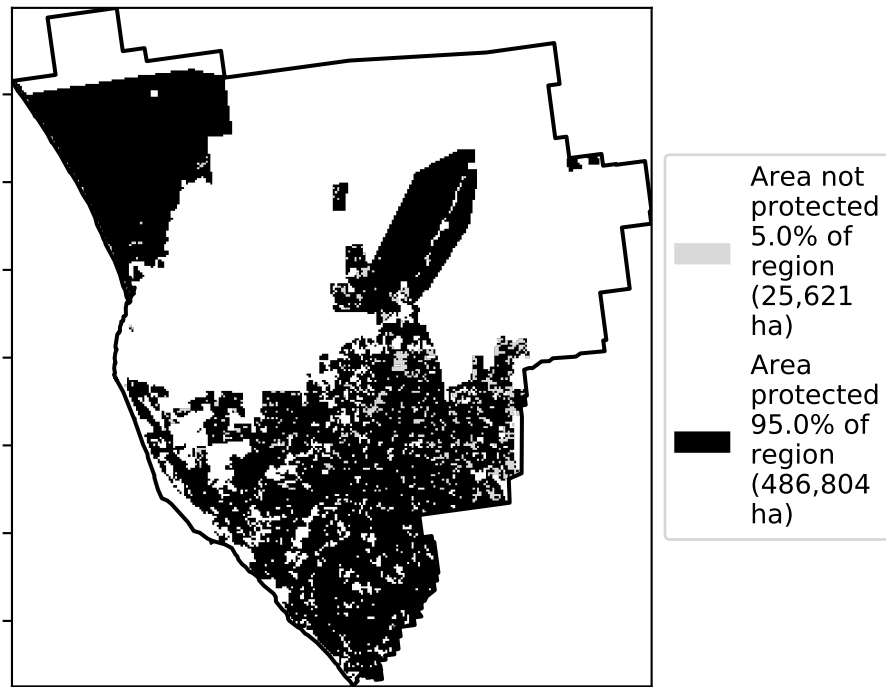 Area not
protected
5.0% of
region
(25,621
ha)
Area
protected
95.0% of
region
(486,804
ha)